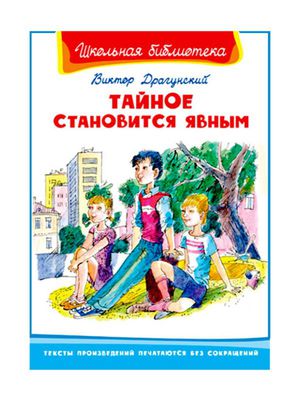 Школьная библиотека
Виктор Драгунский
ТАЙНОЕ
СТАНОВИТСЯ ЯВНЫМ
ТЕКСТЫ ПРОИЗВЕДЕНИЙ ПЕЧАТАЮТСЯ БЕЗ СОКРАЩЕНИЙ